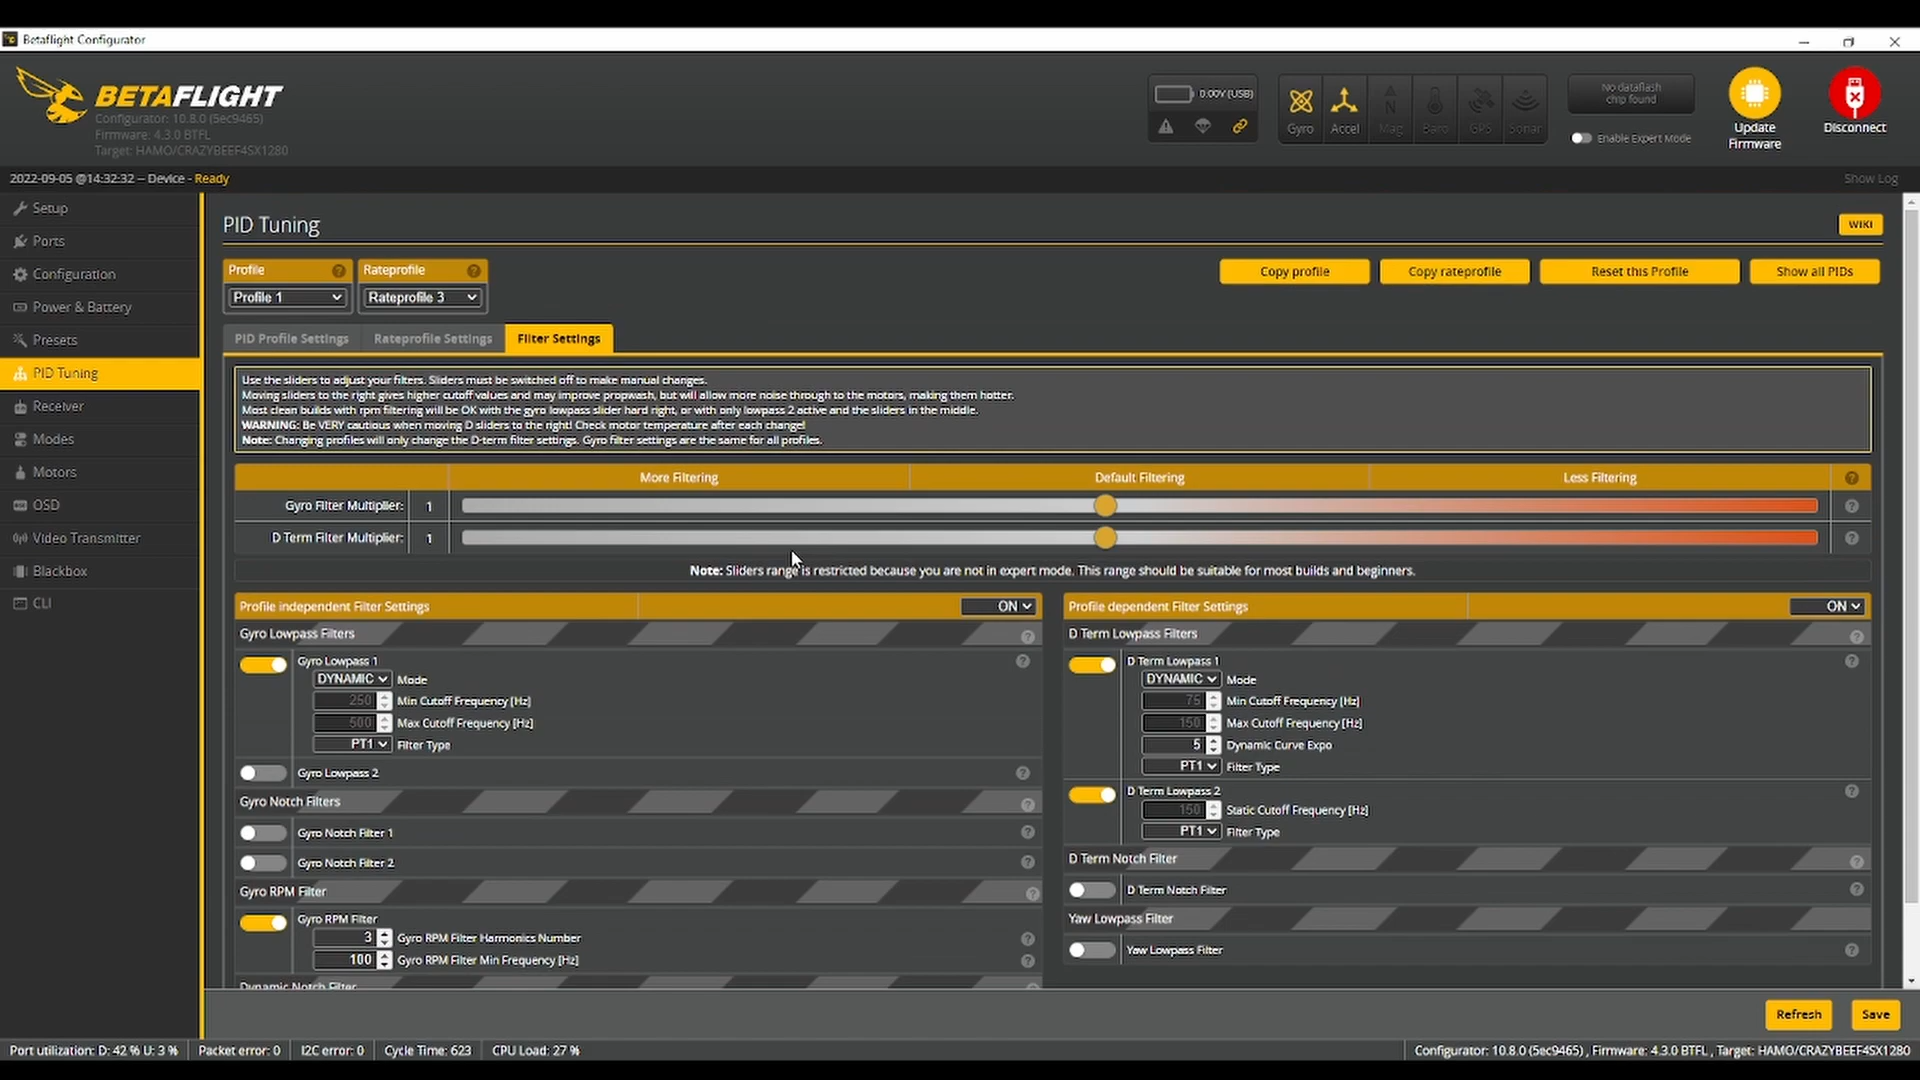 Betaflight Configurator
BETAFLIGHT
Configurator: 10.8.0 (5ec9465)
Firmware: 4.3.0 BTFL
Target: HAMO/CRAZYBEEF4SX1280
0.00V (USB)
Gyro
Accel
Mag
Baro
GPS
Sonar
No dataflash
chip found
Enable Expert Mode
Update
Firmware
Disconnect
2022-09-05 @14:32:32 -- Device - Ready
Show Log
Setup
Ports
Configuration
Power & Battery
Presets
PID Tuning
Receiver
Modes
Motors
OSD
Video Transmitter
Blackbox
CLI
PID Tuning
WIKI
Profile
Rateprofile
Profile 1
Rateprofile 3
Copy profile
Copy rateprofile
Reset this Profile
Show all PIDs
PID Profile Settings
Rateprofile Settings
Filter Settings
Use the sliders to adjust your filters. Sliders must be switched off to make manual changes.
Moving sliders to the right gives higher cutoff values and may improve propwash, but will allow more noise through to the motors, making them hotter.
Most clean builds with rpm filtering will be OK with the gyro lowpass slider hard right, or with only lowpass 2 active and the sliders in the middle.
WARNING: Be VERY cautious when moving D sliders to the right! Check motor temperature after each change!
Note: Changing profiles will only change the D-term filter settings. Gyro filter settings are the same for all profiles.
More Filtering
Default Filtering
Less Filtering
Gyro Filter Multiplier: 1
D Term Filter Multiplier: 1
Note: Sliders range is restricted because you are not in expert mode. This range should be suitable for most builds and beginners.
Profile independent Filter Settings
ON
Gyro Lowpass Filters
Gyro Lowpass 1
DYNAMIC Mode
250 Min Cutoff Frequency [Hz]
500 Max Cutoff Frequency [Hz]
PT1 Filter Type
Gyro Lowpass 2
Gyro Notch Filters
Gyro Notch Filter 1
Gyro Notch Filter 2
Gyro RPM Filter
Gyro RPM Filter
3 Gyro RPM Filter Harmonics Number
100 Gyro RPM Filter Min Frequency [Hz]
Dynamic Notch Filter
Profile dependent Filter Settings
ON
D Term Lowpass Filters
D Term Lowpass 1
DYNAMIC Mode
75 Min Cutoff Frequency [Hz]
150 Max Cutoff Frequency [Hz]
5 Dynamic Curve Expo
PT1 Filter Type
D Term Lowpass 2
150 Static Cutoff Frequency [Hz]
PT1 Filter Type
D Term Notch Filter
D Term Notch Filter
Yaw Lowpass Filter
Yaw Lowpass Filter
Refresh
Save
Port utilization: D: 42 % U: 3 %
Packet error: 0
I2C error: 0
Cycle Time: 623
CPU Load: 27 %
Configurator: 10.8.0 (5ec9465) , Firmware: 4.3.0 BTFL , Target: HAMO/CRAZYBEEF4SX1280